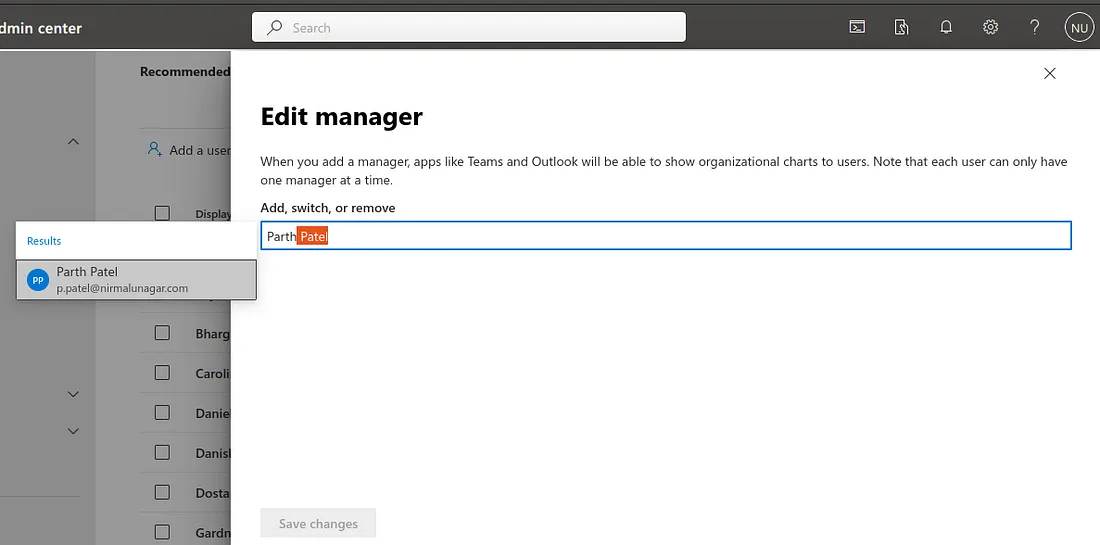 dmin center
Search
NU
Recommended
Edit manager
Add a user
When you add a manager, apps like Teams and Outlook will be able to show organizational charts to users. Note that each user can only have
one manager at a time.
Add, switch, or remove
Display
Parth Patel
Results
PP
Parth Patel
p.patel@nirmalunagar.com
Bharg
Caroli
Daniel
Danish
Dosta
Gardn
Save changes